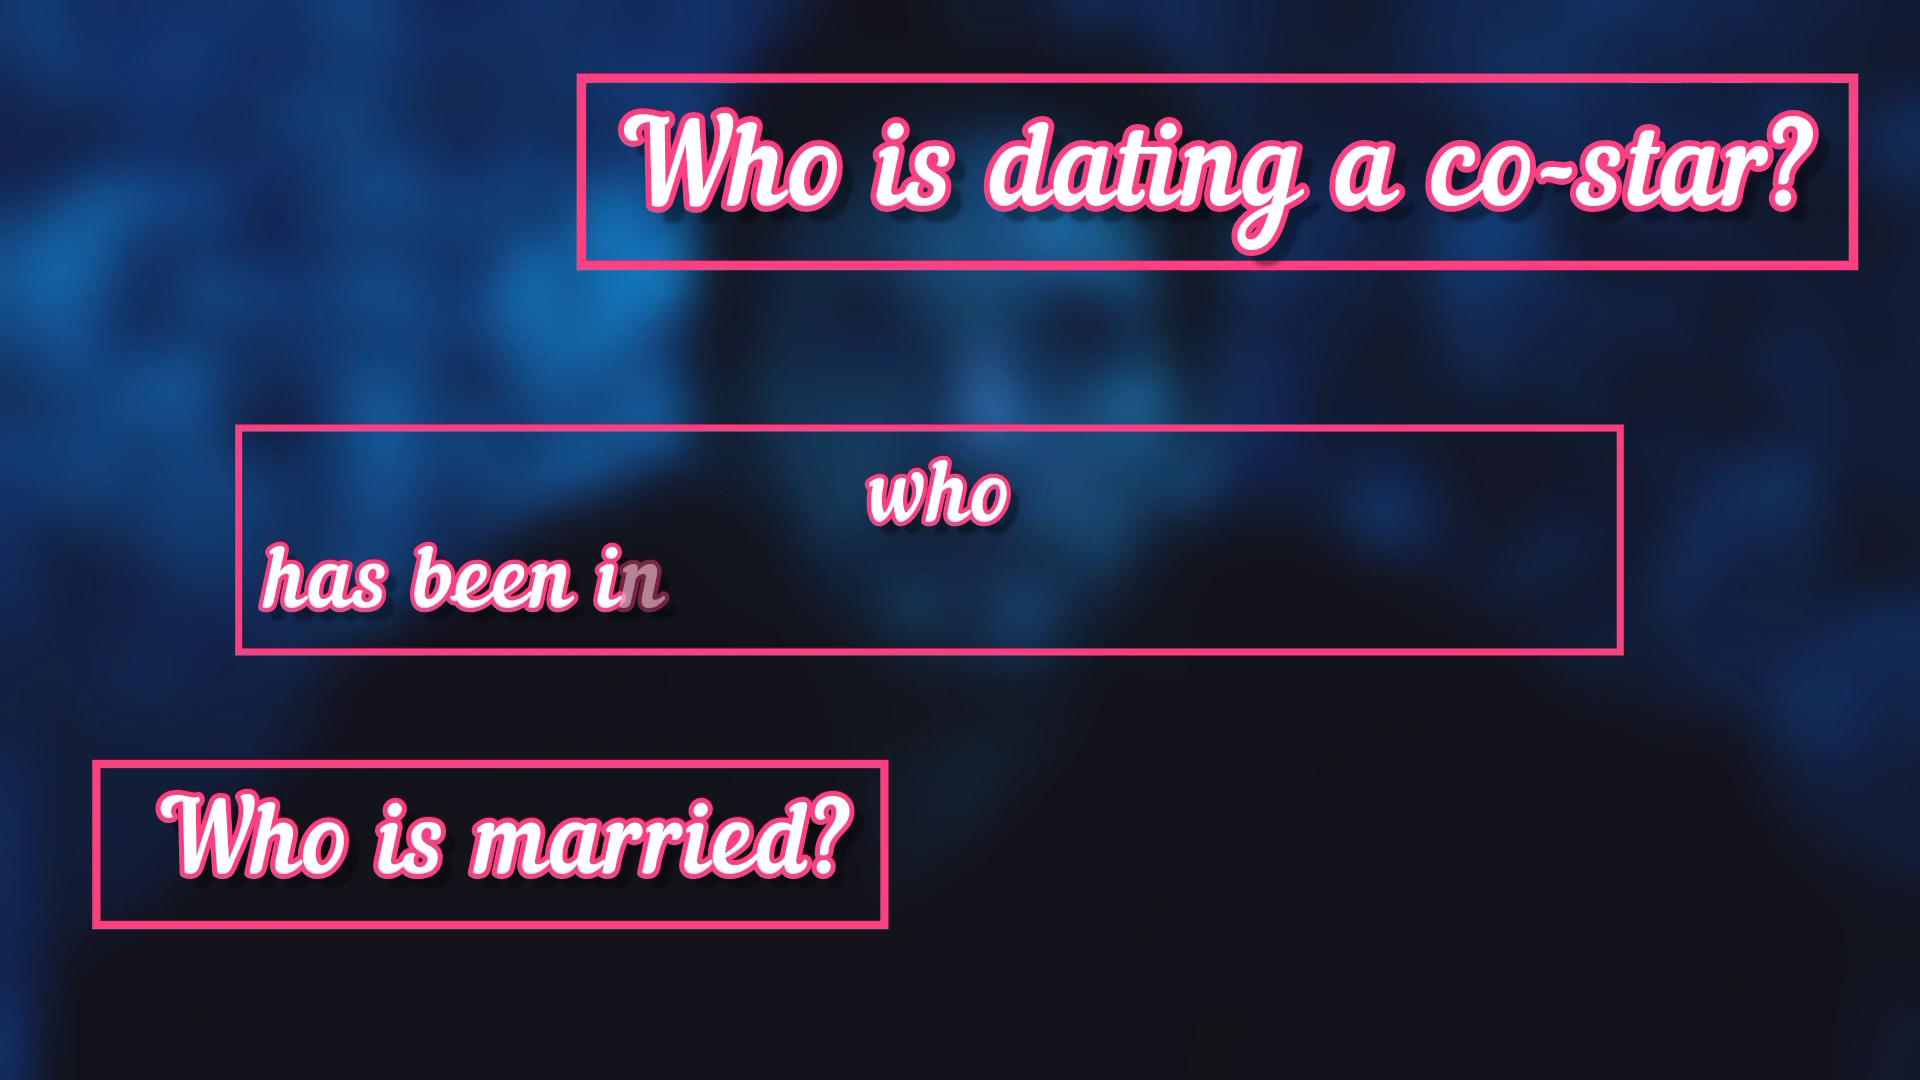 Who is dating a co-star?
who
has been in
Who is married?